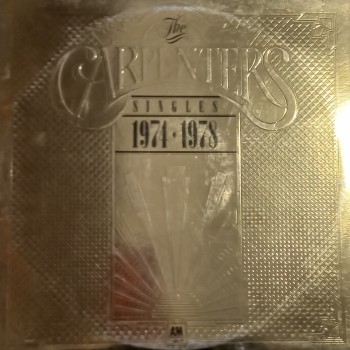 The
CARPENTERS
SINGLES
1974 • 1978
A&M